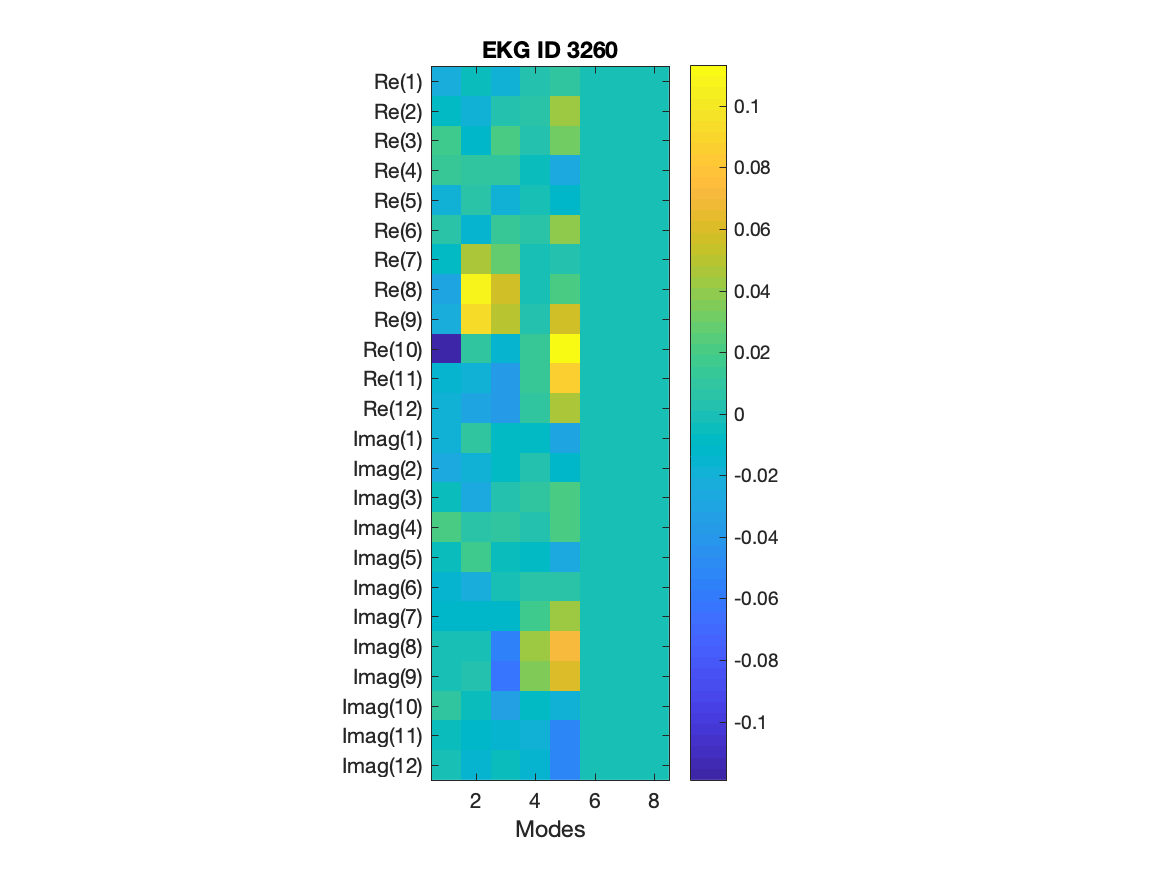 EKG ID 3260
Re(1)
Re(2)
Re(3)
Re(4)
Re(5)
Re(6)
Re(7)
Re(8)
Re(9)
Re(10)
Re(11)
Re(12)
Imag(1)
Imag(2)
Imag(3)
Imag(4)
Imag(5)
Imag(6)
Imag(7)
Imag(8)
Imag(9)
Imag(10)
Imag(11)
Imag(12)
2 4 6 8
Modes
0.1
0.08
0.06
0.04
0.02
0
-0.02
-0.04
-0.06
-0.08
-0.1